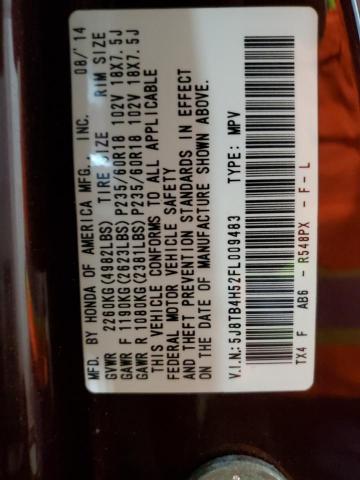 MFD. BY HONDA OF AMERICA MFG., INC. 08/'14
GVWR 2260KG(4982LBS) TIRE SIZE RIM SIZE
GAWR F 1190KG(2623LBS) P235/60R18 102V 18X7.5J
GAWR R 1080KG(2381LBS) P235/60R18 102V 18X7.5J
THIS VEHICLE CONFORMS TO ALL APPLICABLE
FEDERAL MOTOR VEHICLE SAFETY
AND THEFT PREVENTION STANDARDS IN EFFECT
ON THE DATE OF MANUFACTURE SHOWN ABOVE.
V.I.N.: 5J8TB4H52FL009483 TYPE: MPV
TX4 F AB6 - R548PX - F - L